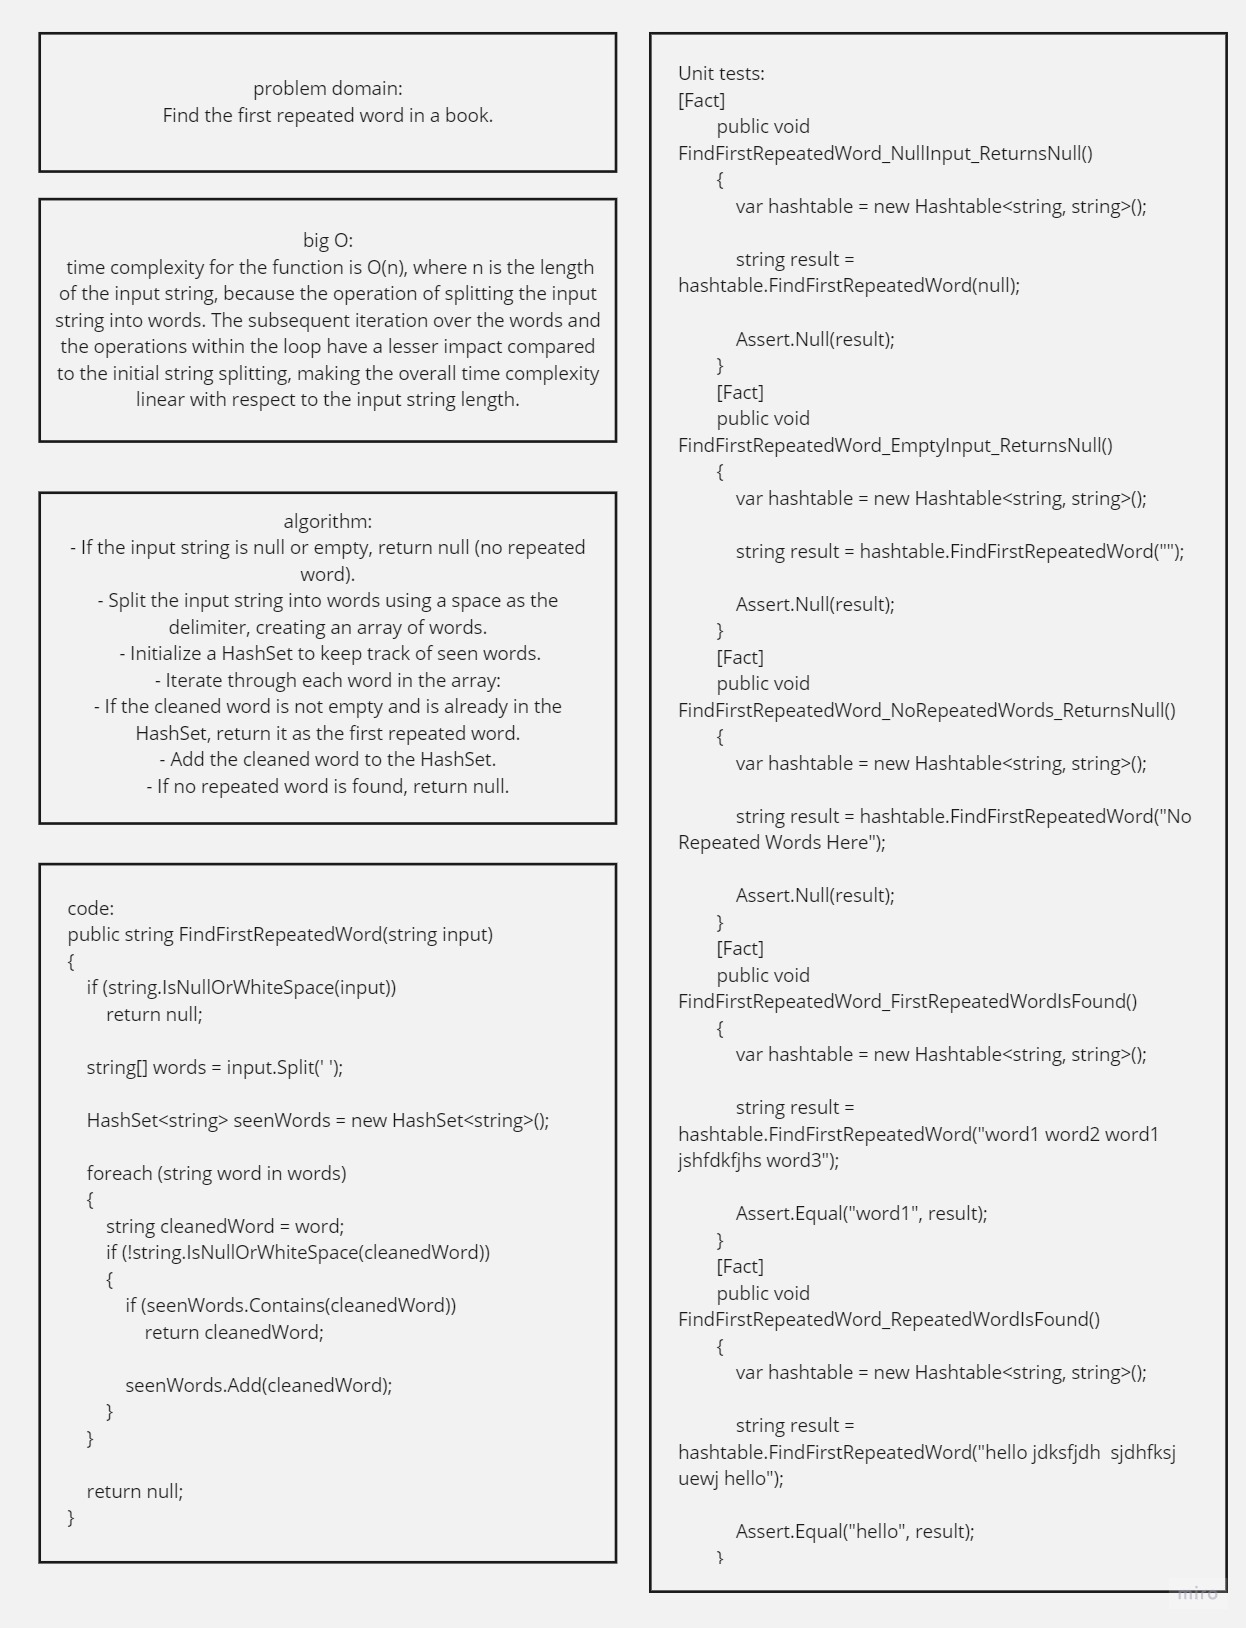 problem domain:
Find the first repeated word in a book.
big O:
time complexity for the function is O(n), where n is the length
of the input string, because the operation of splitting the input
string into words. The subsequent iteration over the words and
the operations within the loop have a lesser impact compared
to the initial string splitting, making the overall time complexity
linear with respect to the input string length.
algorithm:
- If the input string is null or empty, return null (no repeated
word).
- Split the input string into words using a space as the
delimiter, creating an array of words.
- Initialize a HashSet to keep track of seen words.
- Iterate through each word in the array:
- If the cleaned word is not empty and is already in the
HashSet, return it as the first repeated word.
- Add the cleaned word to the HashSet.
- If no repeated word is found, return null.
code:
public string FindFirstRepeatedWord(string input)
{
if (string.IsNullOrWhiteSpace(input))
return null;
string[] words = input.Split(' ');
HashSet<string> seenWords = new HashSet<string>();
foreach (string word in words)
{
string cleanedWord = word;
if (!string.IsNullOrWhiteSpace(cleanedWord))
{
if (seenWords.Contains(cleanedWord))
return cleanedWord;
seenWords.Add(cleanedWord);
}
}
return null;
}
Unit tests:
[Fact]
public void
FindFirstRepeatedWord_NullInput_ReturnsNull()
{
var hashtable = new Hashtable<string, string>();
string result =
hashtable.FindFirstRepeatedWord(null);
Assert.Null(result);
}
[Fact]
public void
FindFirstRepeatedWord_EmptyInput_ReturnsNull()
{
var hashtable = new Hashtable<string, string>();
string result = hashtable.FindFirstRepeatedWord("");
Assert.Null(result);
}
[Fact]
public void
FindFirstRepeatedWord_NoRepeatedWords_ReturnsNull()
{
var hashtable = new Hashtable<string, string>();
string result = hashtable.FindFirstRepeatedWord("No
Repeated Words Here");
Assert.Null(result);
}
[Fact]
public void
FindFirstRepeatedWord_FirstRepeatedWordIsFound()
{
var hashtable = new Hashtable<string, string>();
string result =
hashtable.FindFirstRepeatedWord("word1 word2 word1
jshfdkfjhs word3");
Assert.Equal("word1", result);
}
[Fact]
public void
FindFirstRepeatedWord_RepeatedWordIsFound()
{
var hashtable = new Hashtable<string, string>();
string result =
hashtable.FindFirstRepeatedWord("hello jdksfjdh  sjdhfksj
uewj hello");
Assert.Equal("hello", result);
}
miro